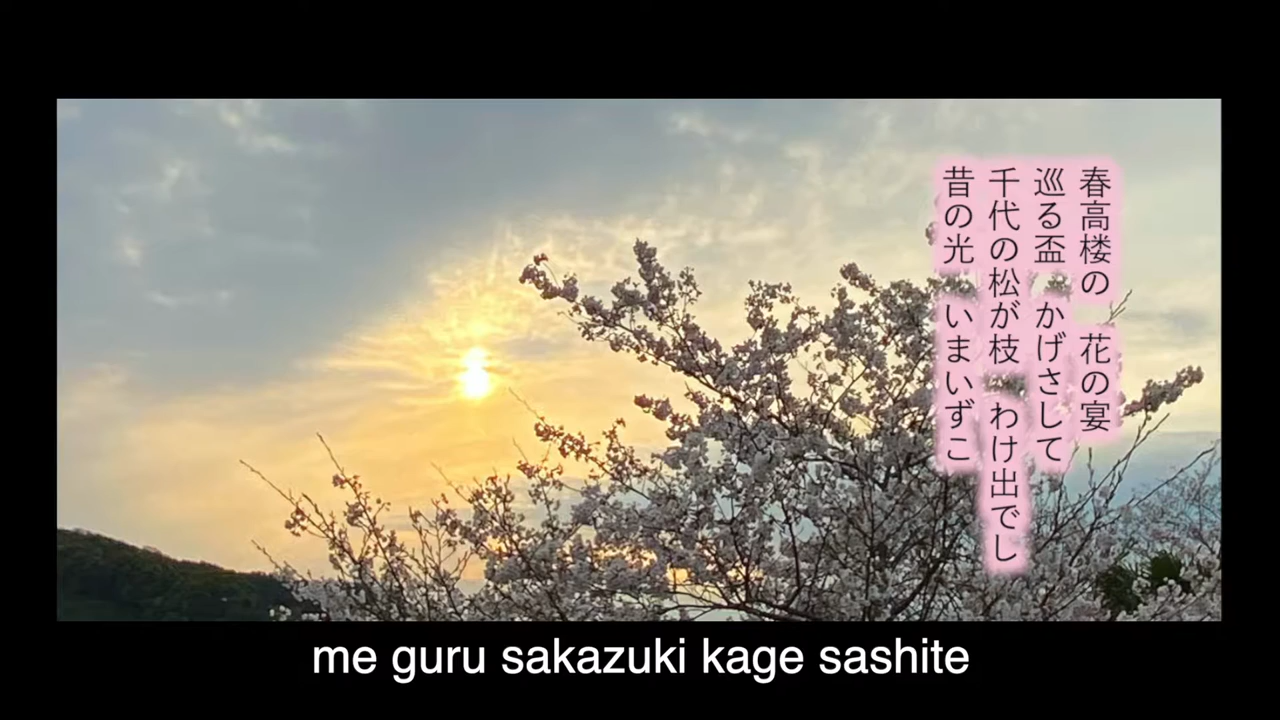 春高楼の　花の宴
巡る盃　かげさして
千代の松が枝　わけ出でし
昔の光　いまいずこ
me guru sakazuki kage sashite